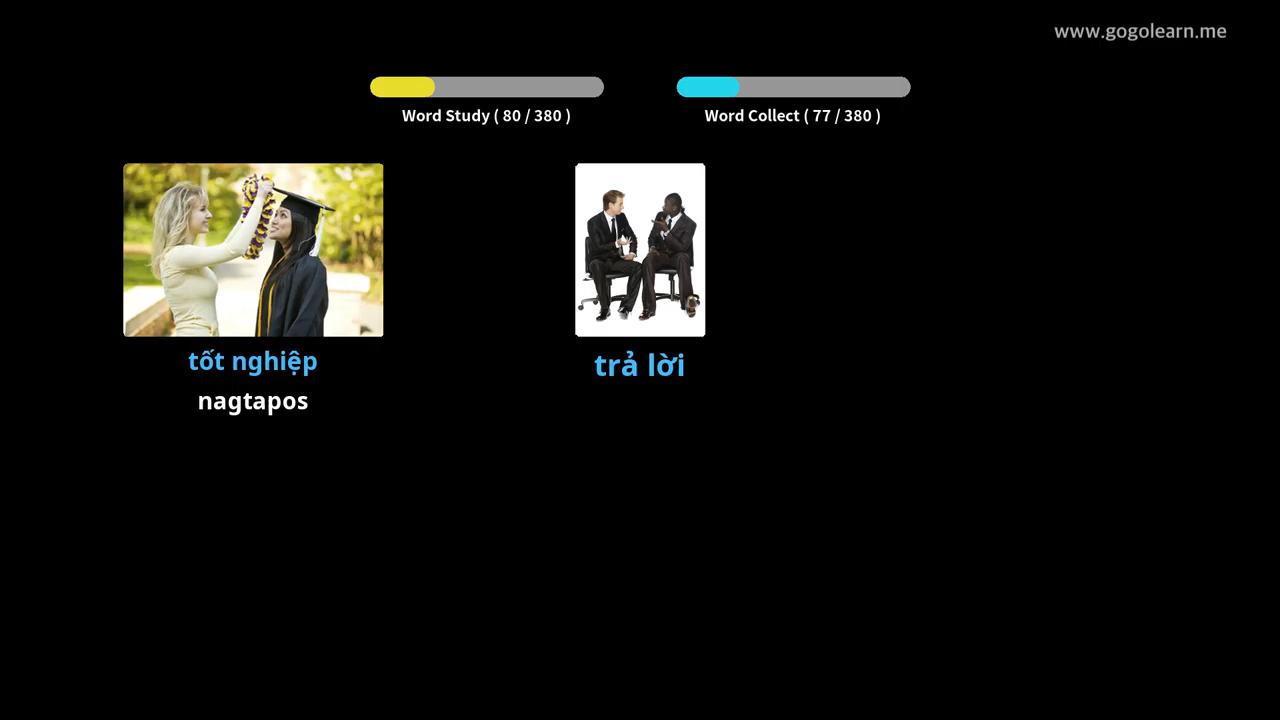 www.gogolearn.me
Word Study ( 80 / 380 )
Word Collect ( 77 / 380 )
tốt nghiệp
nagtapos
trả lời